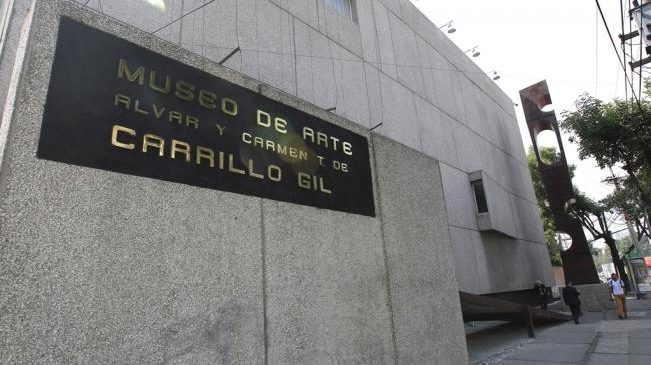 MUSEO DE ARTE
ALVAR Y CARMEN T. DE
CARRILLO GIL